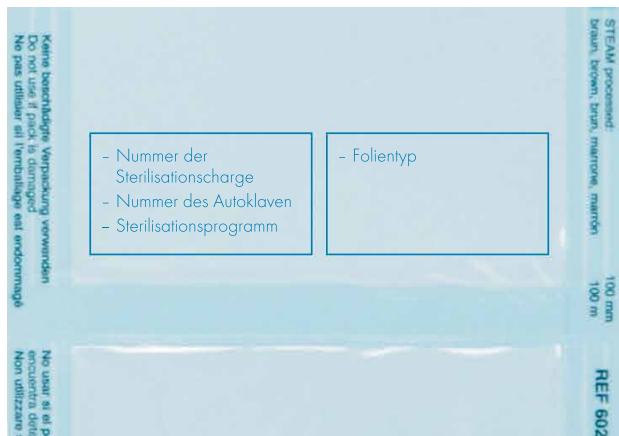 Keine beschädigte Verpackung verwenden
Do not use if pack is damaged
Ne pas utiliser sil l'emballage est endommagé
– Nummer der
Sterilisationscharge
– Nummer des Autoklaven
– Sterilisationsprogramm
– Folientyp
STEAM processed:
braun, brown, brun, marrone, marrón
100 mm
100 m
No usar si el
encuentra
Non utilizzare
REF 602